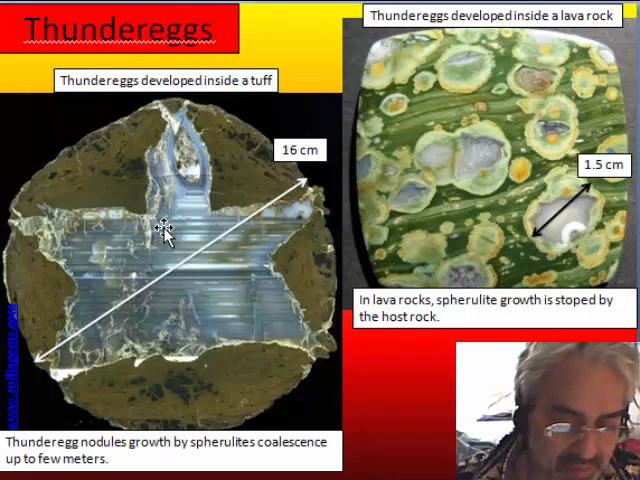 Thundereggs
Thundereggs developed inside a lava rock
Thundereggs developed inside a tuff
16 cm
1.5 cm
In lava rocks, spherulite growth is stoped by
the host rock.
Thunderegg nodules growth by spherulites coalescence
up to few meters.